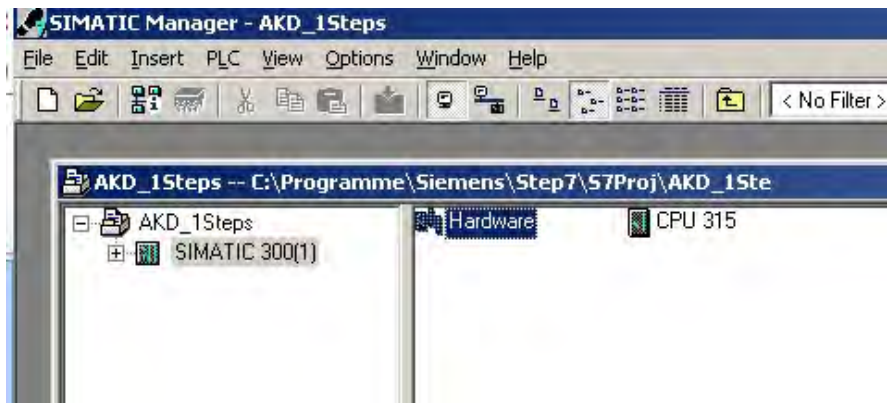 SIMATIC Manager - AKD_1Steps
File Edit Insert PLC View Options Window Help
< No Filter >
AKD_1Steps -- C:\Programme\Siemens\Step7\S7Proj\AKD_1Ste
AKD_1Steps
SIMATIC 300(1)
Hardware
CPU 315